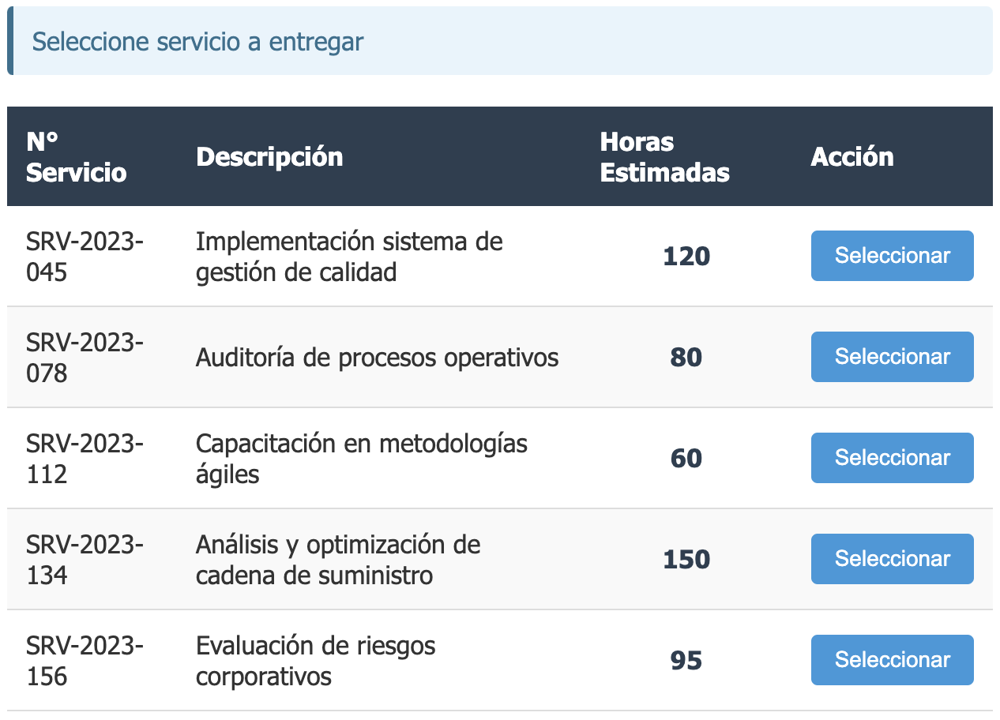 Seleccione servicio a entregar
N°
Servicio
Descripción
Horas
Estimadas
Acción
SRV-2023-
045
Implementación sistema de
gestión de calidad
120
Seleccionar
SRV-2023-
078
Auditoría de procesos operativos
80
Seleccionar
SRV-2023-
112
Capacitación en metodologías
ágiles
60
Seleccionar
SRV-2023-
134
Análisis y optimización de
cadena de suministro
150
Seleccionar
SRV-2023-
156
Evaluación de riesgos
corporativos
95
Seleccionar